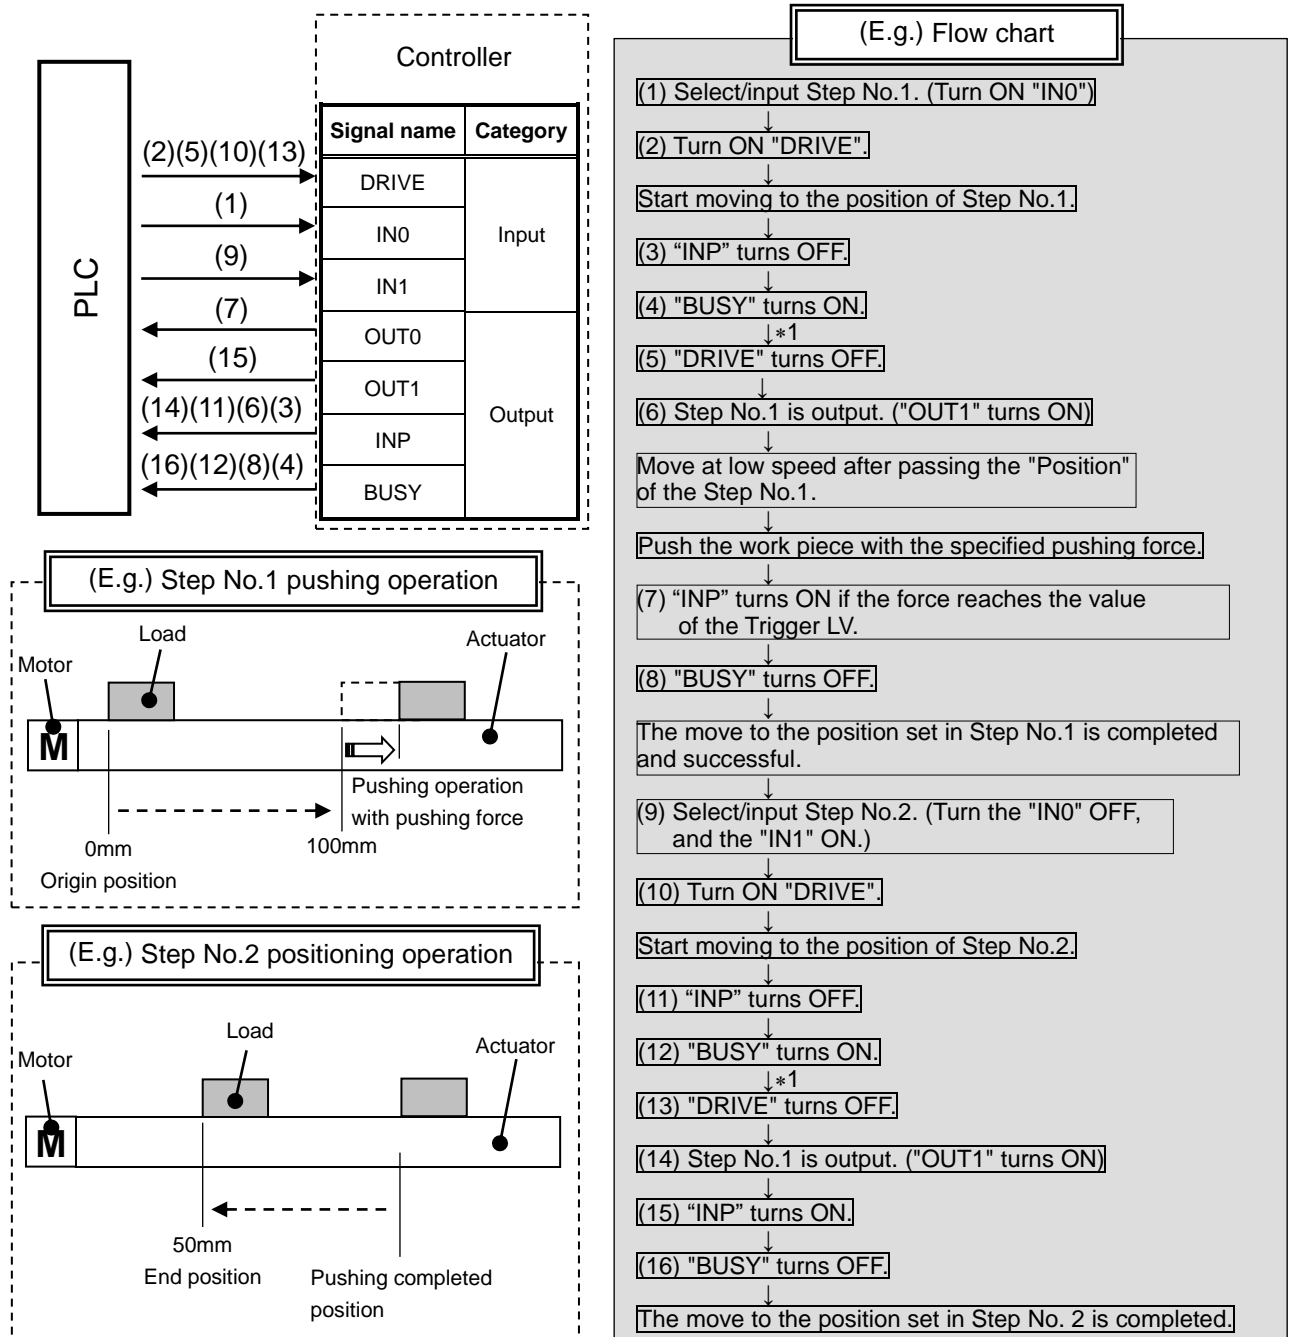 Controller
PLC
Signal name Category
DRIVE
IN0
IN1
Input
OUT0
OUT1
INP
BUSY
Output
(2)(5)(10)(13)
(1)
(9)
(7)
(15)
(14)(11)(6)(3)
(16)(12)(8)(4)
(E.g.) Step No.1 pushing operation
Load
Actuator
Motor
M
Pushing operation
with pushing force
0mm
100mm
Origin position
(E.g.) Step No.2 positioning operation
Load
Actuator
Motor
M
50mm
End position
Pushing completed
position
(E.g.) Flow chart
(1) Select/input Step No.1. (Turn ON "IN0")
↓
(2) Turn ON "DRIVE".
↓
Start moving to the position of Step No.1.
↓
(3) “INP” turns OFF.
↓
(4) "BUSY" turns ON.
↓*1
(5) "DRIVE" turns OFF.
↓
(6) Step No.1 is output. ("OUT1" turns ON)
↓
Move at low speed after passing the "Position"
of the Step No.1.
↓
Push the work piece with the specified pushing force.
↓
(7) “INP” turns ON if the force reaches the value
of the Trigger LV.
↓
(8) "BUSY" turns OFF.
↓
The move to the position set in Step No.1 is completed
and successful.
↓
(9) Select/input Step No.2. (Turn the "IN0" OFF,
and the "IN1" ON.)
↓
(10) Turn ON "DRIVE".
↓
Start moving to the position of Step No.2.
↓
(11) “INP” turns OFF.
↓
(12) "BUSY" turns ON.
↓*1
(13) "DRIVE" turns OFF.
↓
(14) Step No.1 is output. ("OUT1" turns ON)
↓
(15) “INP” turns ON.
↓
(16) "BUSY" turns OFF.
↓
The move to the position set in Step No. 2 is completed.